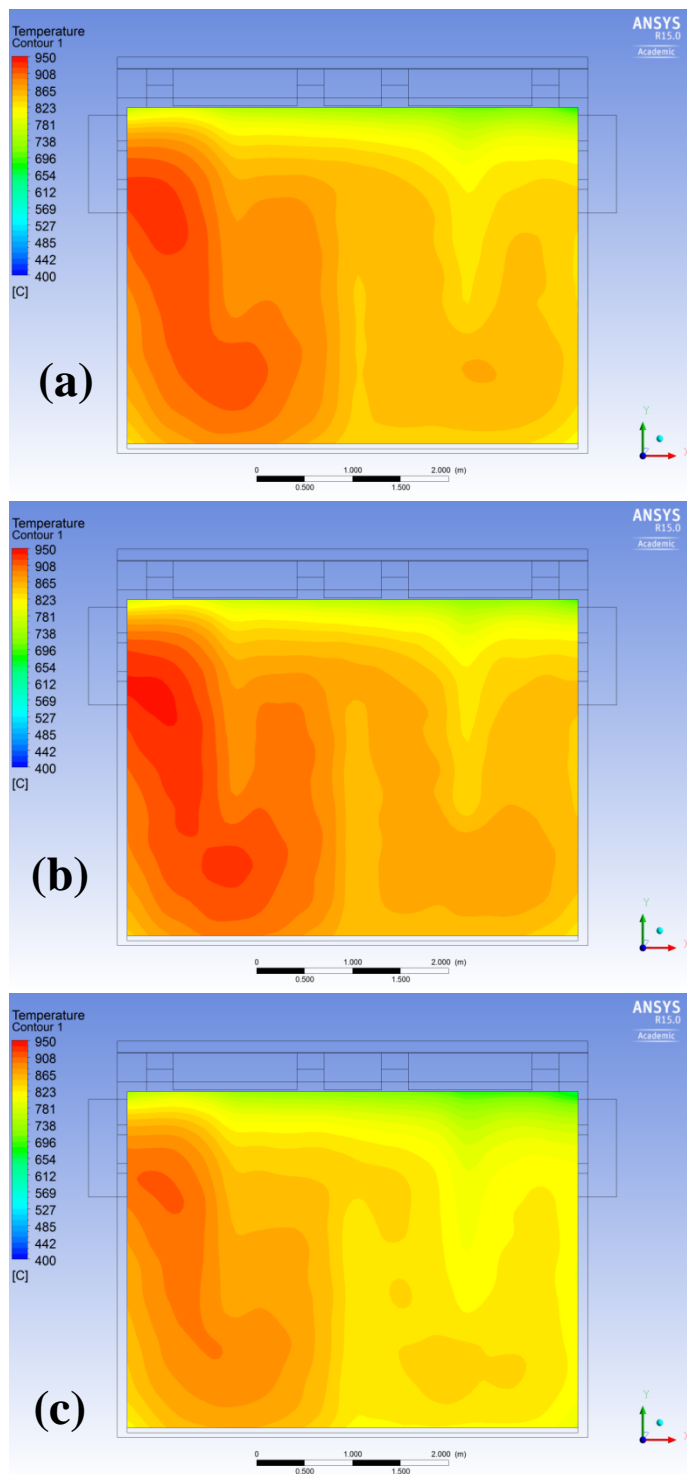 Temperature
Contour 1
950
908
865
823
781
738
696
654
612
569
527
485
442
400
[C]
ANSYS
R15.0
Academic
(a)
Y
Z
X
0 1.000 2.000 (m)
0.500 1.500
Temperature
Contour 1
950
908
865
823
781
738
696
654
612
569
527
485
442
400
[C]
ANSYS
R15.0
Academic
(b)
Y
Z
X
0 1.000 2.000 (m)
0.500 1.500
Temperature
Contour 1
950
908
865
823
781
738
696
654
612
569
527
485
442
400
[C]
ANSYS
R15.0
Academic
(c)
Y
Z
X
0 1.000 2.000 (m)
0.500 1.500